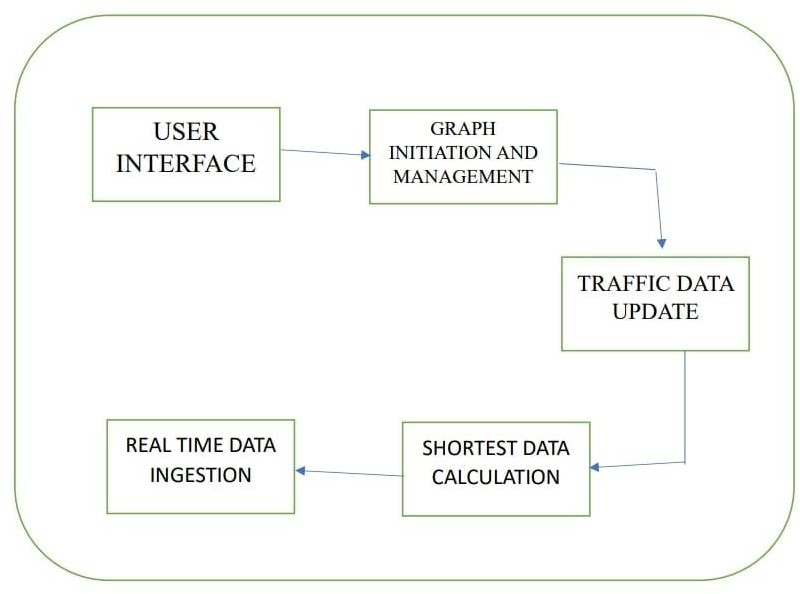 USER
INTERFACE
GRAPH
INITIATION AND
MANAGEMENT
TRAFFIC DATA
UPDATE
SHORTEST DATA
CALCULATION
REAL TIME DATA
INGESTION